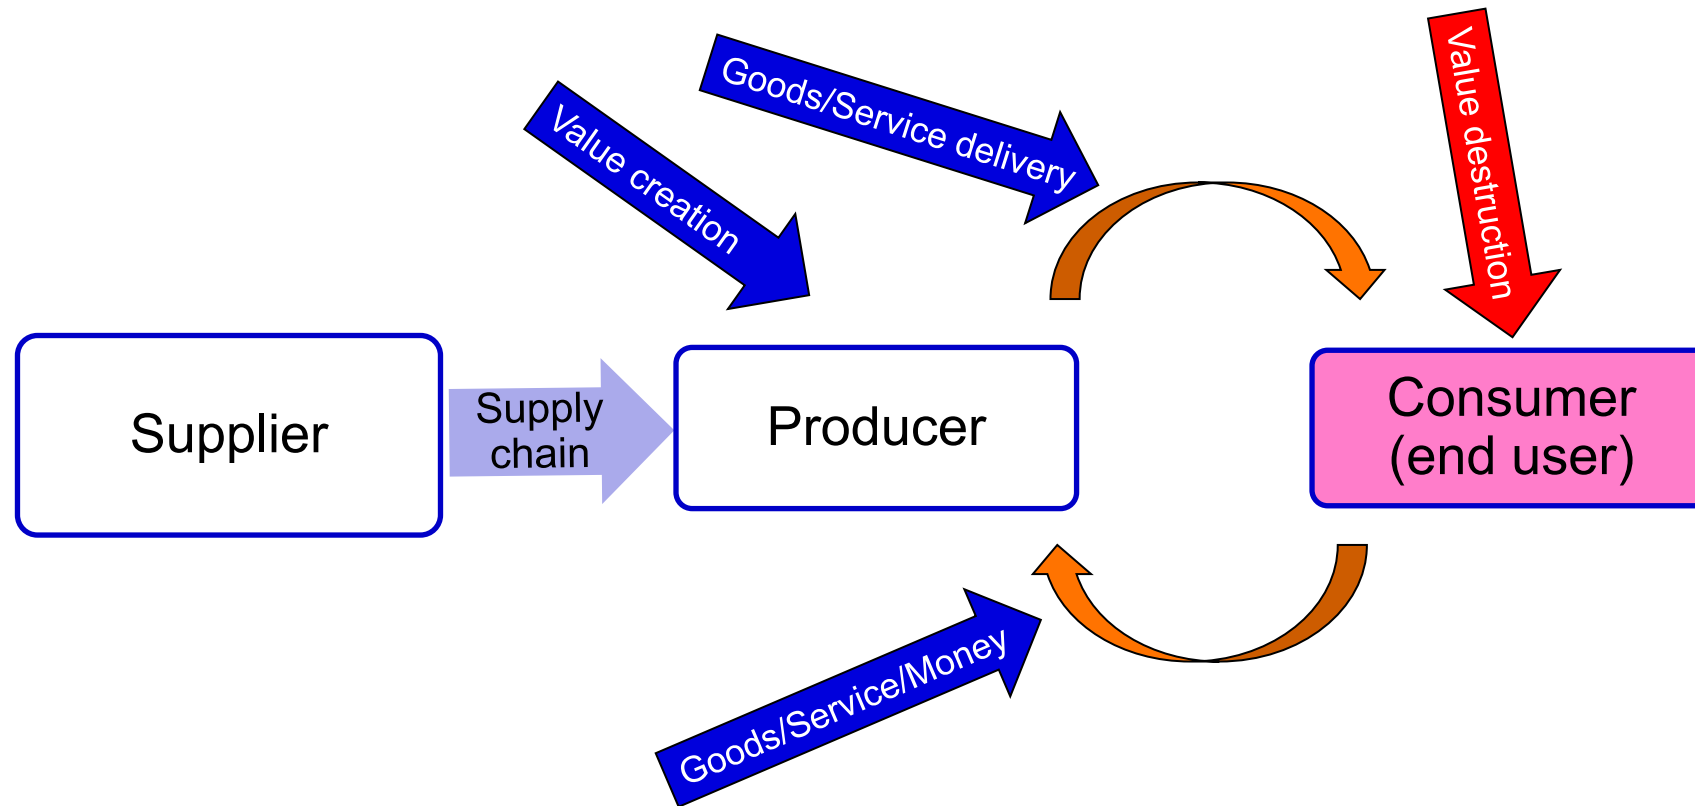 Goods/Service delivery
Value creation
Value destruction
Supplier
Supply
chain
Producer
Consumer
(end user)
Goods/Service/Money